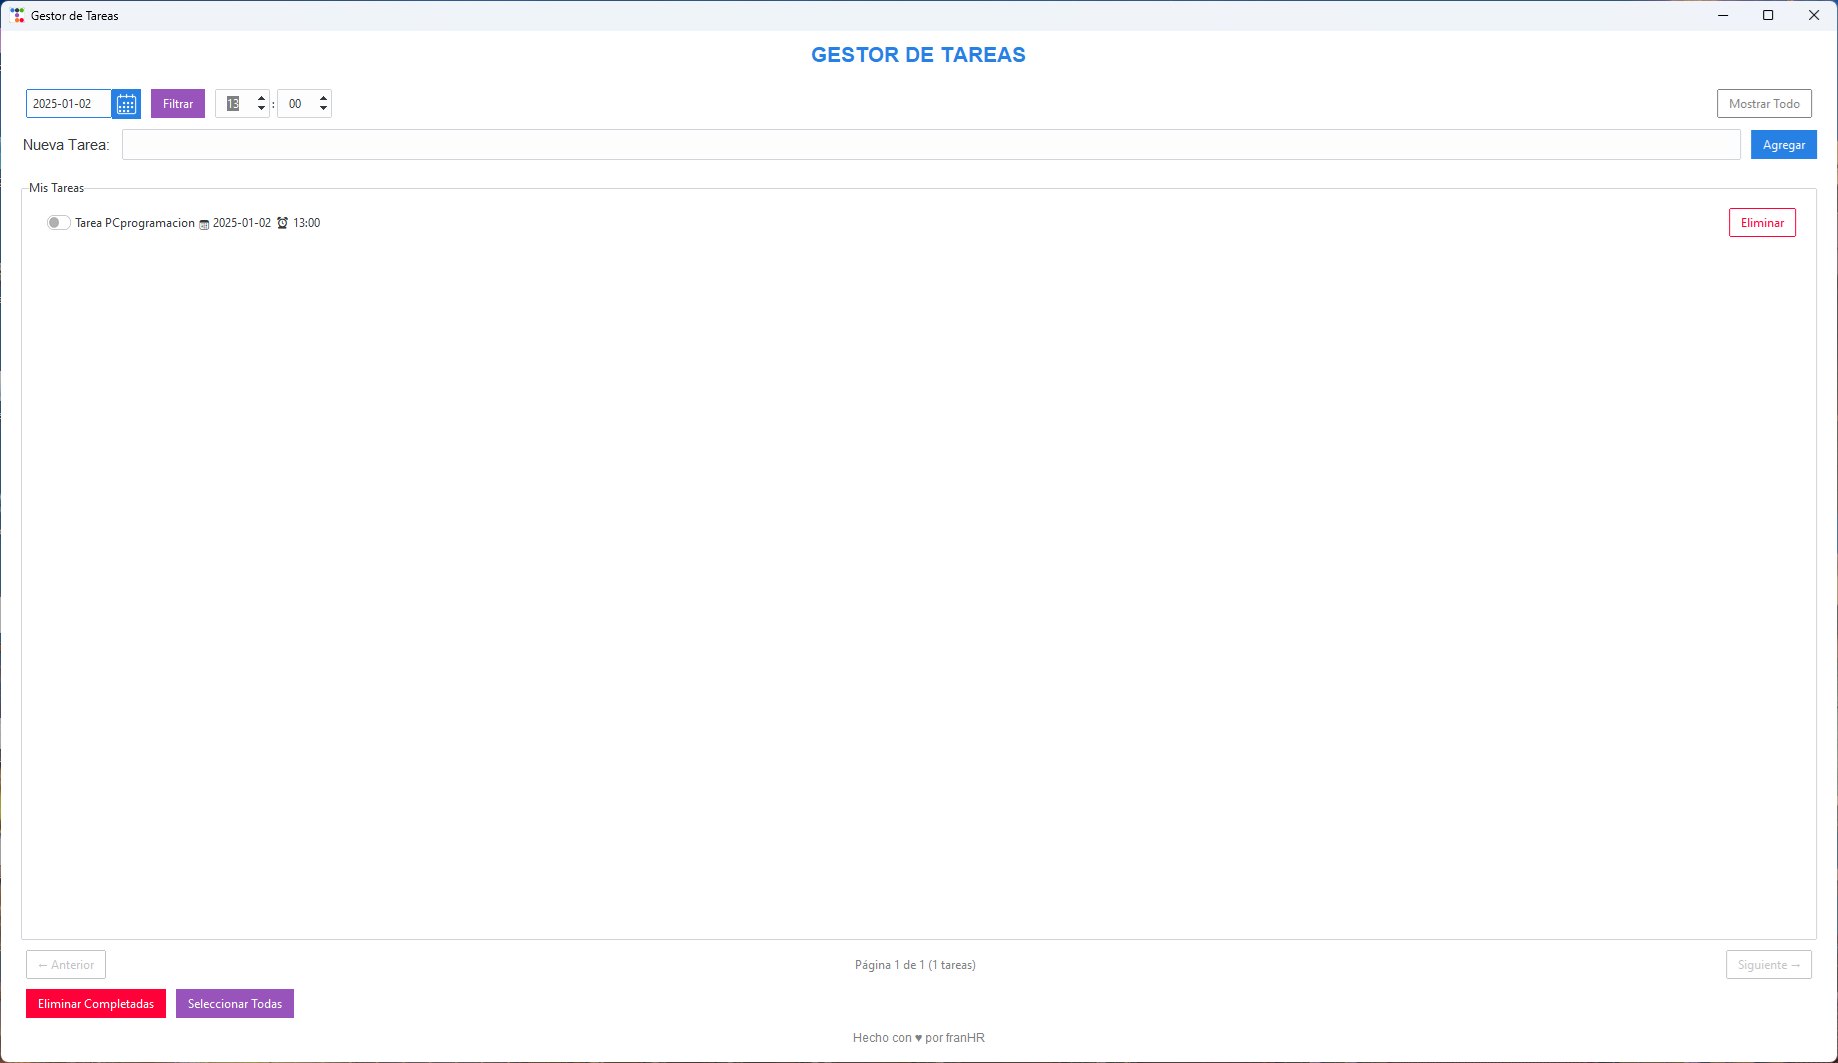 Gestor de Tareas
GESTOR DE TAREAS
2025-01-02 Filtrar 13 : 00 Mostrar Todo
Nueva Tarea: Agregar
Mis Tareas
Tarea PCprogramacion 📅 2025-01-02 ⏰ 13:00 Eliminar
← Anterior Página 1 de 1 (1 tareas) Siguiente →
Eliminar Completadas Seleccionar Todas
Hecho con ♥ por franHR